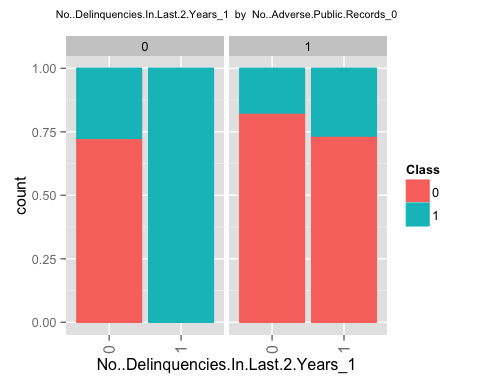 No..Delinquencies.In.Last.2.Years_1 by No..Adverse.Public.Records_0
0 1
1.00
0.75
0.50
0.25
0.00
count
0 1 0 1
No..Delinquencies.In.Last.2.Years_1
Class
0
1